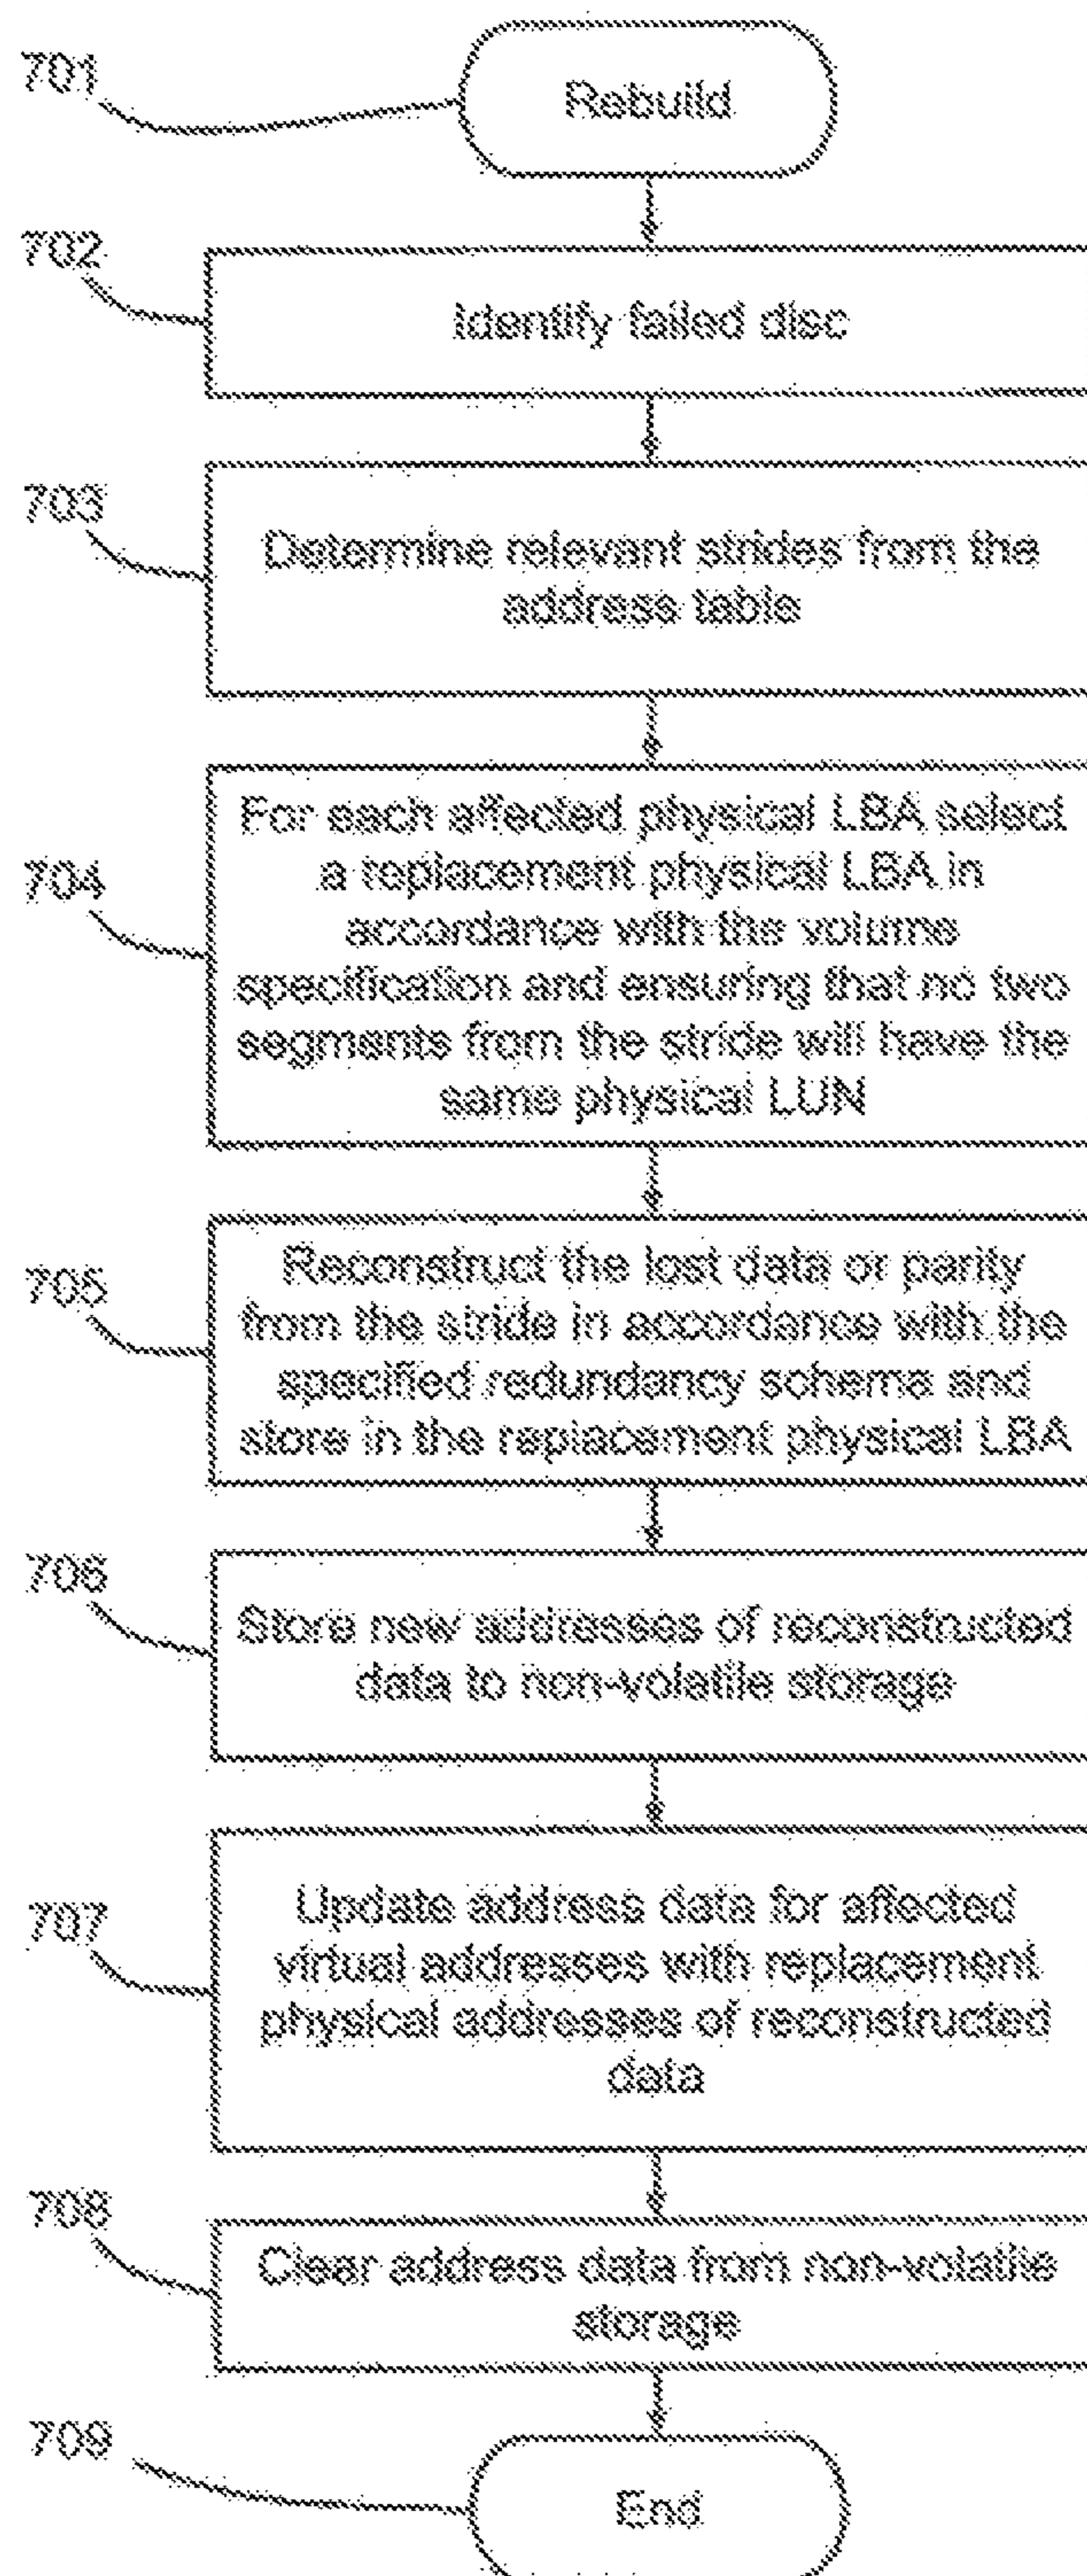 701
Rebuild
702
Identify failed disc
703
Determine relevant strides from the
address table
704
For each affected physical LBA select
a replacement physical LBA in
accordance with the volume
specification and ensuring that no two
segments from the stride will have the
same physical LUN
705
Reconstruct the lost data or parity
from the stride in accordance with the
specified redundancy schema and
store in the replacement physical LBA
706
Store new addresses of reconstructed
data to non-volatile storage
707
Update address data for affected
virtual addresses with replacement
physical addresses of reconstructed
data
708
Clear address data from non-volatile
storage
709
End